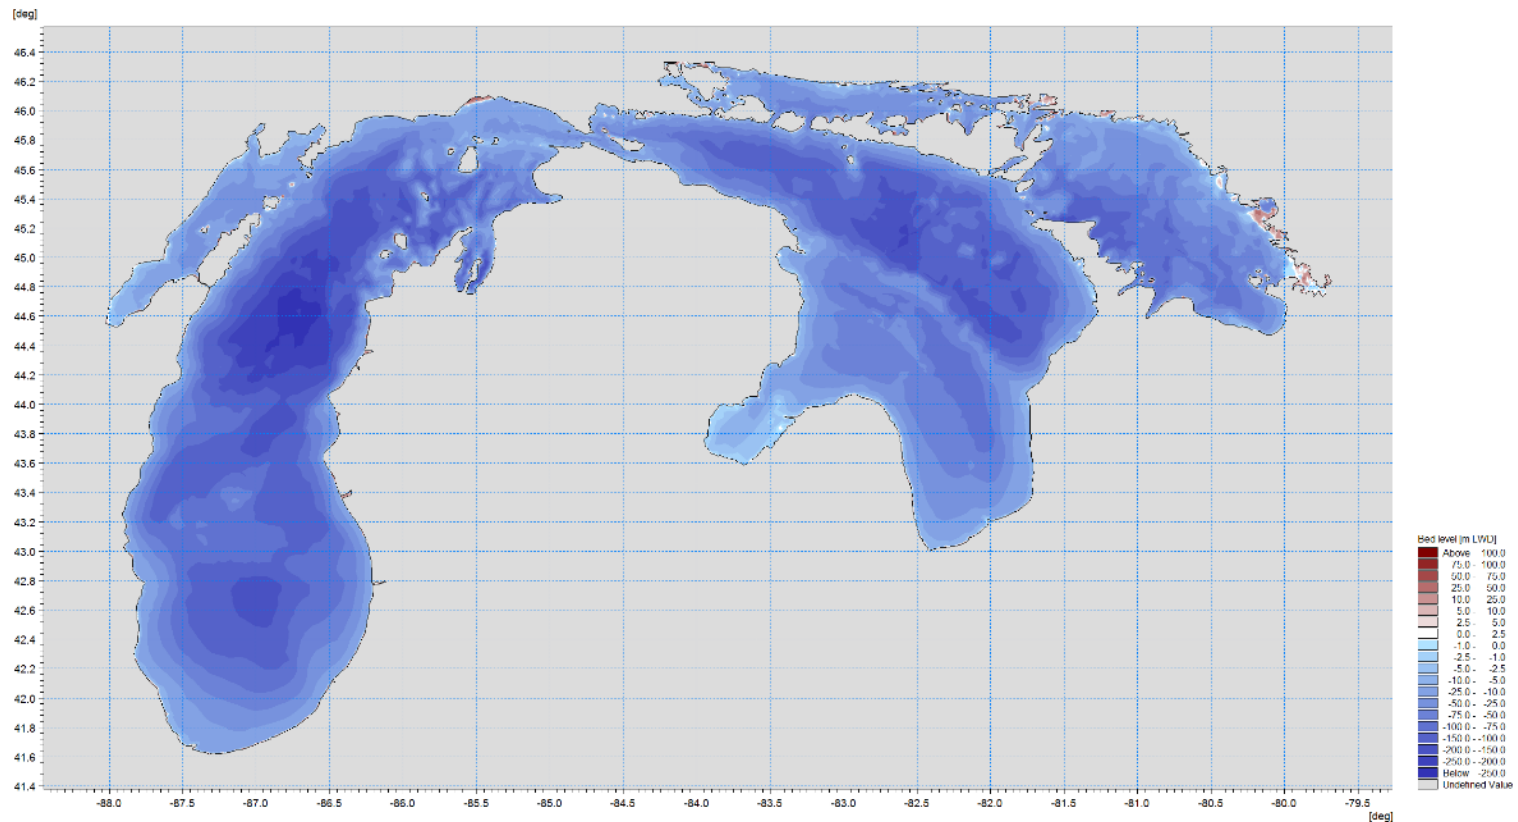 [deg]
46.4
46.2
46.0
45.8
45.6
45.4
45.2
45.0
44.8
44.6
44.4
44.2
44.0
43.8
43.6
43.4
43.2
43.0
42.8
42.6
42.4
42.2
42.0
41.8
41.6
41.4
-88.0 -87.5 -87.0 -86.5 -86.0 -85.5 -85.0 -84.5 -84.0 -83.5 -83.0 -82.5 -82.0 -81.5 -81.0 -80.5 -80.0 -79.5
[deg]
Bed level [m LWD]
Above 100.0
75.0 - 100.0
50.0 - 75.0
25.0 - 50.0
10.0 - 25.0
5.0 - 10.0
2.5 - 5.0
0.0 - 2.5
-1.0 - 0.0
-2.5 - -1.0
-5.0 - -2.5
-10.0 - -5.0
-25.0 - -10.0
-50.0 - -25.0
-75.0 - -50.0
-100.0 - -75.0
-150.0 - -100.0
-200.0 - -150.0
-250.0 - -200.0
Below -250.0
Undefined Value